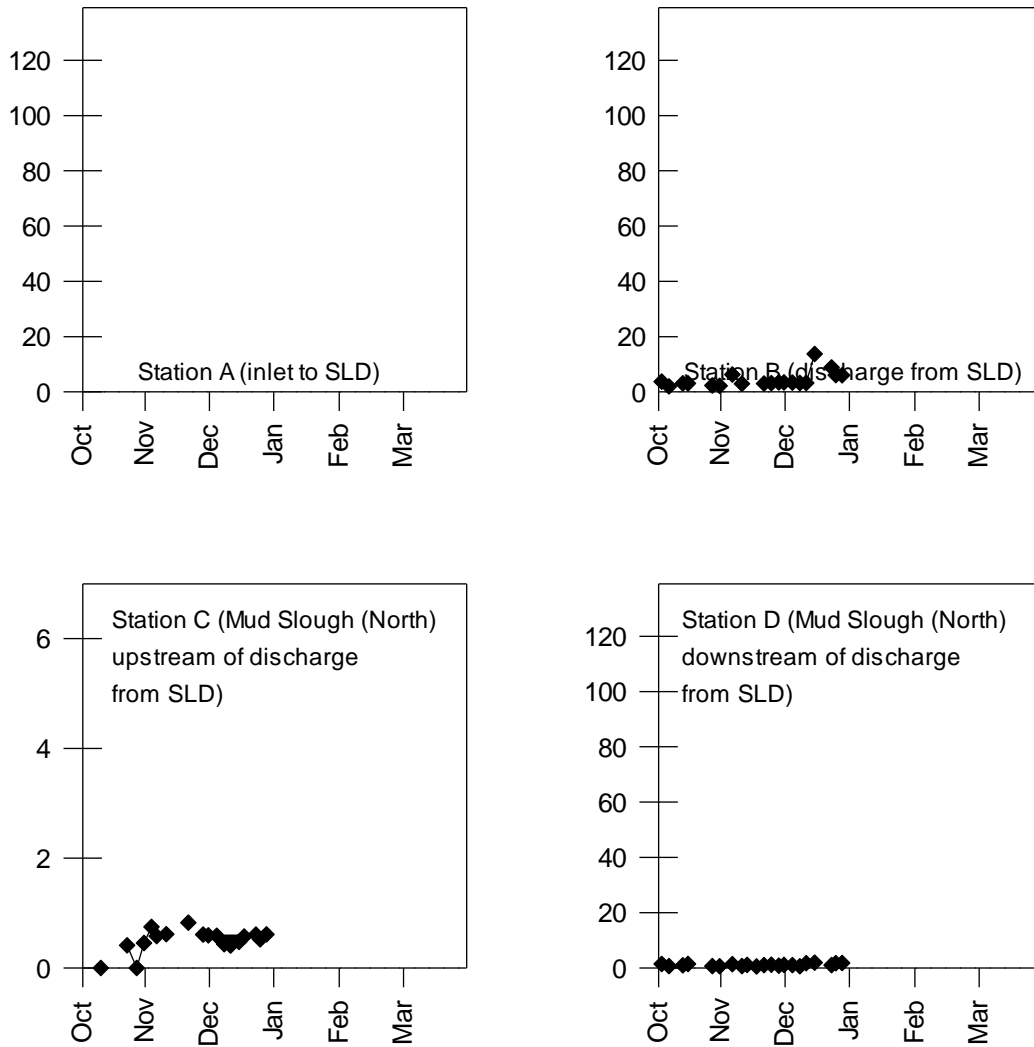 120
100
80
60
40
20
0
Station A (inlet to SLD)
Oct
Nov
Dec
Jan
Feb
Mar
120
100
80
60
40
20
0
Station B (discharge from SLD)
Oct
Nov
Dec
Jan
Feb
Mar
6
4
2
0
Station C (Mud Slough (North)
upstream of discharge
from SLD)
Oct
Nov
Dec
Jan
Feb
Mar
120
100
80
60
40
20
0
Station D (Mud Slough (North)
downstream of discharge
from SLD)
Oct
Nov
Dec
Jan
Feb
Mar